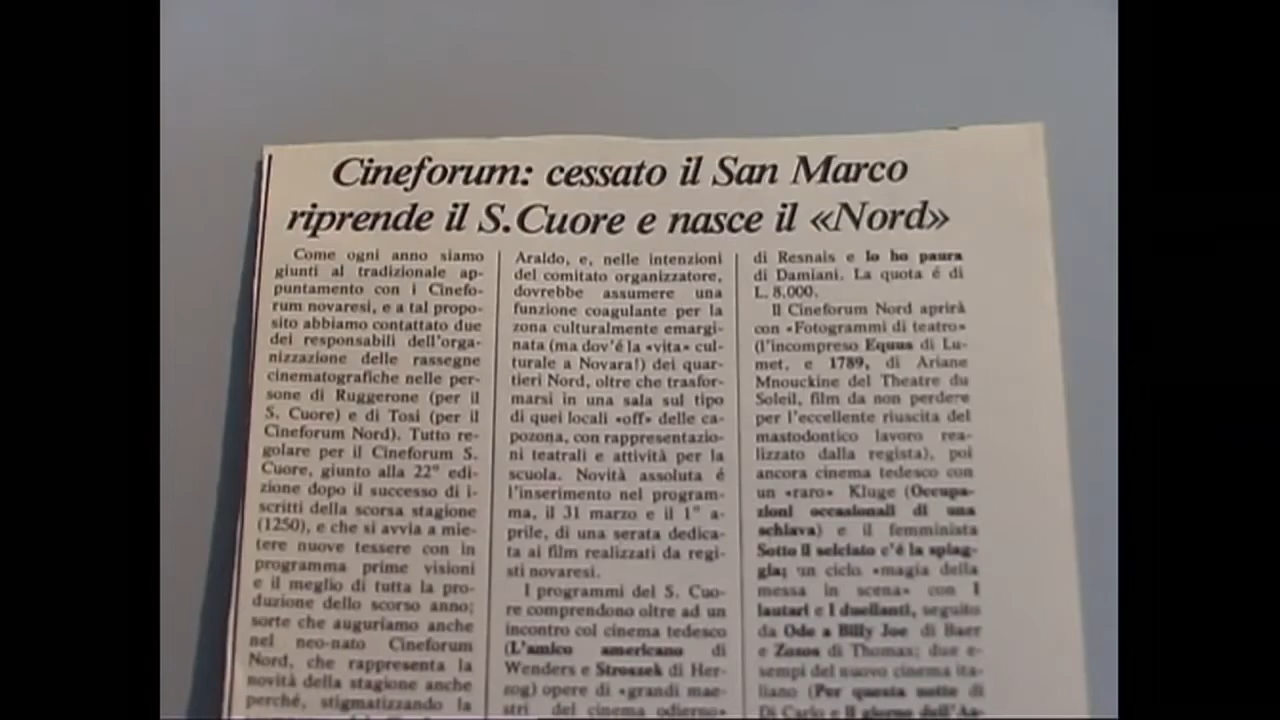 Cineforum: cessato il San Marco
riprende il S.Cuore e nasce il «Nord»
Come ogni anno siamo
giunti al tradizionale ap-
puntamento con i Cinefo-
rum novaresi, e a tal propo-
sito abbiamo contattato due
dei responsabili dell'orga-
nizzazione delle rassegne
cinematografiche nelle per-
sone di Ruggerone (per il
S. Cuore) e di Tosi (per il
Cineforum Nord). Tutto re-
golare per il Cineforum S.
Cuore, giunto alla 22° edi-
zione dopo il successo di i-
scritti della scorsa stagione
(1250), e che si avvia a mie-
tere nuove tessere con in
programma prime visioni
e il meglio di tutta la pro-
duzione dello scorso anno;
sorte che auguriamo anche
nel neo-nato Cineforum
Nord, che rappresenta la
novità della stagione anche
perché, stigmatizzando la
Araldo, e, nelle intenzioni
del comitato organizzatore,
dovrebbe assumere una
funzione coagulante per la
zona culturalmente emargi-
nata (ma dov'é la «vita» cul-
turale a Novara!) dei quar-
tieri Nord, oltre che trasfor-
marsi in una sala sul tipo
di quei locali «off» delle ca-
pozona, con rappresentazio-
ni teatrali e attività per la
scuola. Novità assoluta é
l'inserimento nel program-
ma, il 31 marzo e il 1° a-
prile, di una serata dedica-
ta ai film realizzati da regi-
sti novaresi.
I programmi del S. Cuo-
re comprendono oltre ad un
incontro col cinema tedesco
(L'amico americano di
Wenders e Stroszek di Her-
zog) opere di «grandi mae-
stri del cinema odierno»
di Resnais e Io ho paura
di Damiani. La quota é di
L. 8.000.
Il Cineforum Nord aprirà
con «Fotogrammi di teatro»
(l'incompreso Equus di Lu-
met, e 1789, di Ariane
Mnouckine del Theatre du
Soleil, film da non perdere
per l'eccellente riuscita del
mastodontico lavoro rea-
lizzato dalla regista), poi
ancora cinema tedesco con
un «raro» Kluge (Occupa-
zioni occasionali di una
schiava) e il femminista
Sotto il selciato c'é la spiag-
gia; un ciclo «magia della
messa in scena» con I
lautari e I duellanti, seguito
da Ode a Billy Joe di Baer
e Zozos di Thomas; due e-
sempi del nuovo cinema ita-
liano (Per questa notte di
Di Carlo e Il giorno dell'As-